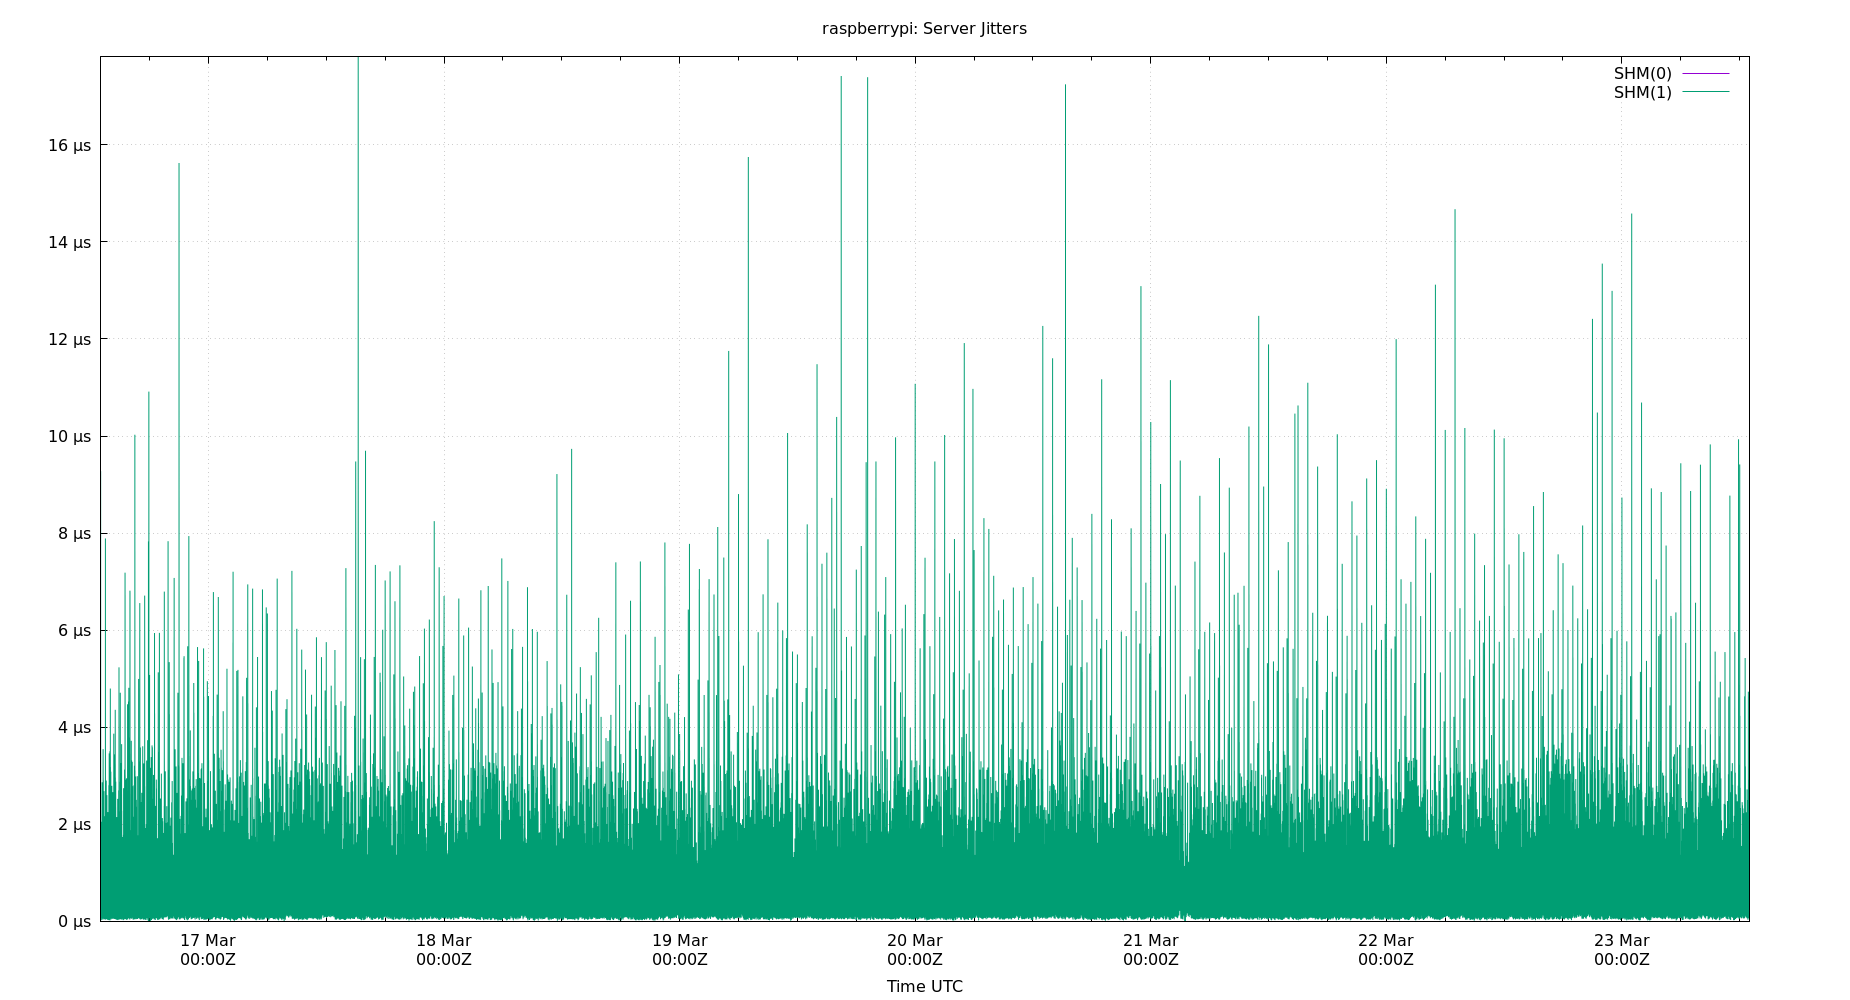 raspberrypi: Server Jitters
SHM(0)
SHM(1)
16 µs
14 µs
12 µs
10 µs
8 µs
6 µs
4 µs
2 µs
0 µs
17 Mar 18 Mar 19 Mar 20 Mar 21 Mar 22 Mar 23 Mar
00:00Z 00:00Z 00:00Z 00:00Z 00:00Z 00:00Z 00:00Z
Time UTC